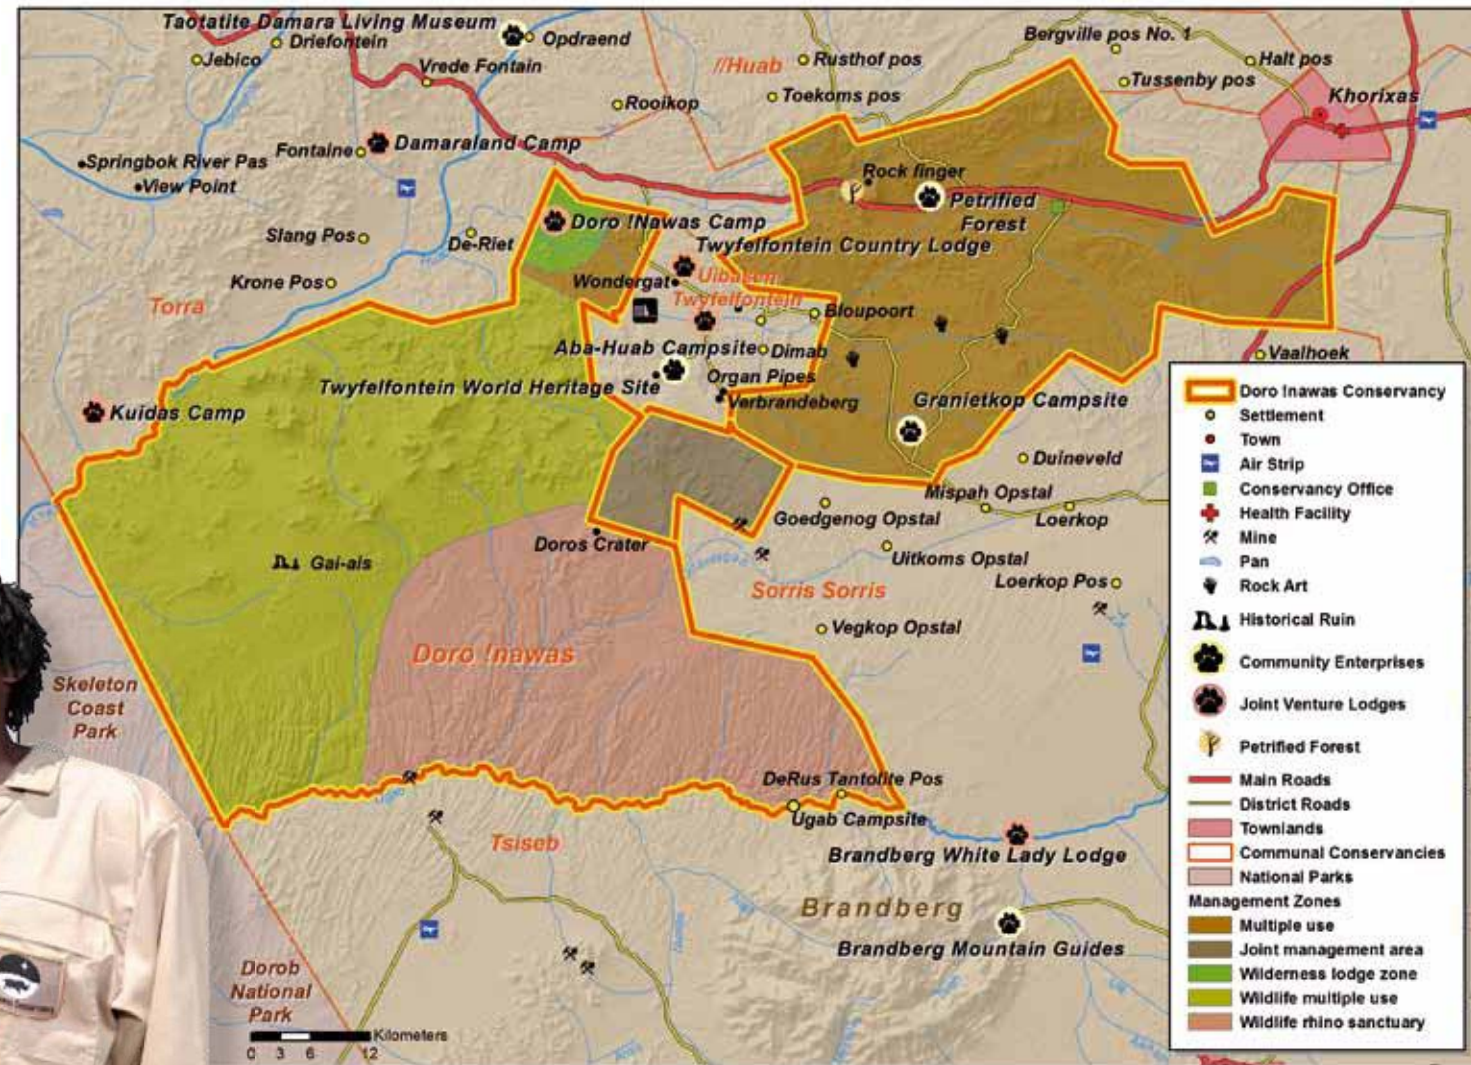 Taotatite Damara Living Museum
Driefontein
Opdraend
Jebico
Vrede Fontain
//Huab
Rusthof pos
Bergville pos No. 1
Halt pos
Tussenby pos
Toekoms pos
Rooikop
Khorixas
Fontaine
Damaraland Camp
Springbok River Pas
View Point
Rock finger
Petrified
Forest
Doro !Nawas Camp
Slang Pos
De-Riet
Twyfelfontein Country Lodge
Krone Pos
Wondergat
Uibasen
Twyfelfontein
Torra
Bloupoort
Aba-Huab Campsite
Dimab
Vaalhoek
Twyfelfontein World Heritage Site
Organ Pipes
Verbrandeberg
Granietkop Campsite
Kuidas Camp
Duineveld
Mispah Opstal
Goedgenog Opstal
Loerkop
Doros Crater
Uitkoms Opstal
Gai-ais
Loerkop Pos
Sorris Sorris
Vegkop Opstal
Doro !nawas
Skeleton
Coast
Park
DeRus Tantolite Pos
Ugab Campsite
Tsiseb
Brandberg White Lady Lodge
Brandberg
Brandberg Mountain Guides
Dorob
National
Park
Kilometers
0 3 6 12
Doro !nawas Conservancy
Settlement
Town
Air Strip
Conservancy Office
Health Facility
Mine
Pan
Rock Art
Historical Ruin
Community Enterprises
Joint Venture Lodges
Petrified Forest
Main Roads
District Roads
Townlands
Communal Conservancies
National Parks
Management Zones
Multiple use
Joint management area
Wilderness lodge zone
Wildlife multiple use
Wildlife rhino sanctuary